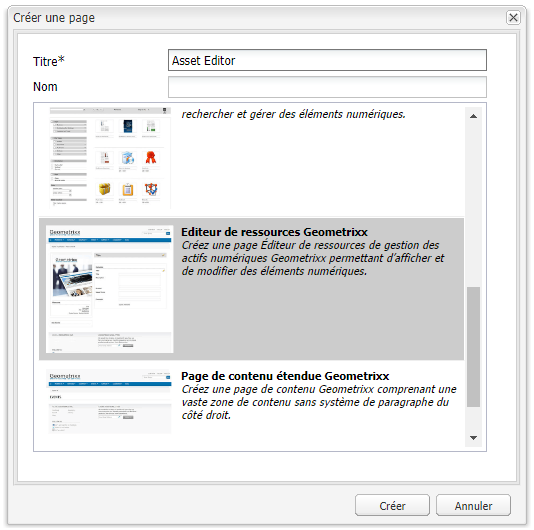 Créer une page
Titre*
Asset Editor
Nom
rechercher et gérer des éléments numériques.
Geometrixx
Editeur de ressources Geometrixx
Créez une page Éditeur de ressources de gestion des
actifs numériques Geometrixx permettant d'afficher et
de modifier des éléments numériques.
Geometrixx
Page de contenu étendue Geometrixx
Créez une page de contenu Geometrixx comprenant une
vaste zone de contenu sans système de paragraphe du
côté droit.
Créer
Annuler